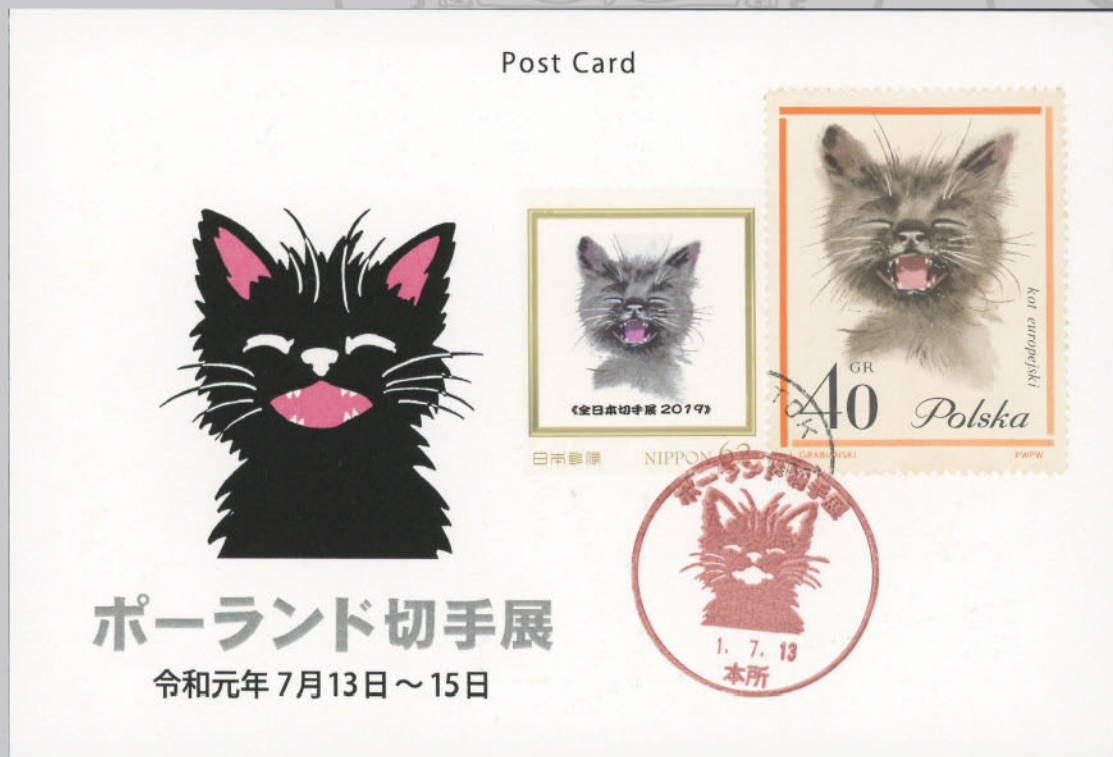 Post Card
ポーランド切手展
令和元年7月13日～15日
《全日本切手展 2019》
日本郵便
NIPPON 62
40 GR
Polska
kot europejski
GRABIAŃSKI
PWPW
TOK
ポーランド切手展
1. 7. 13
本所